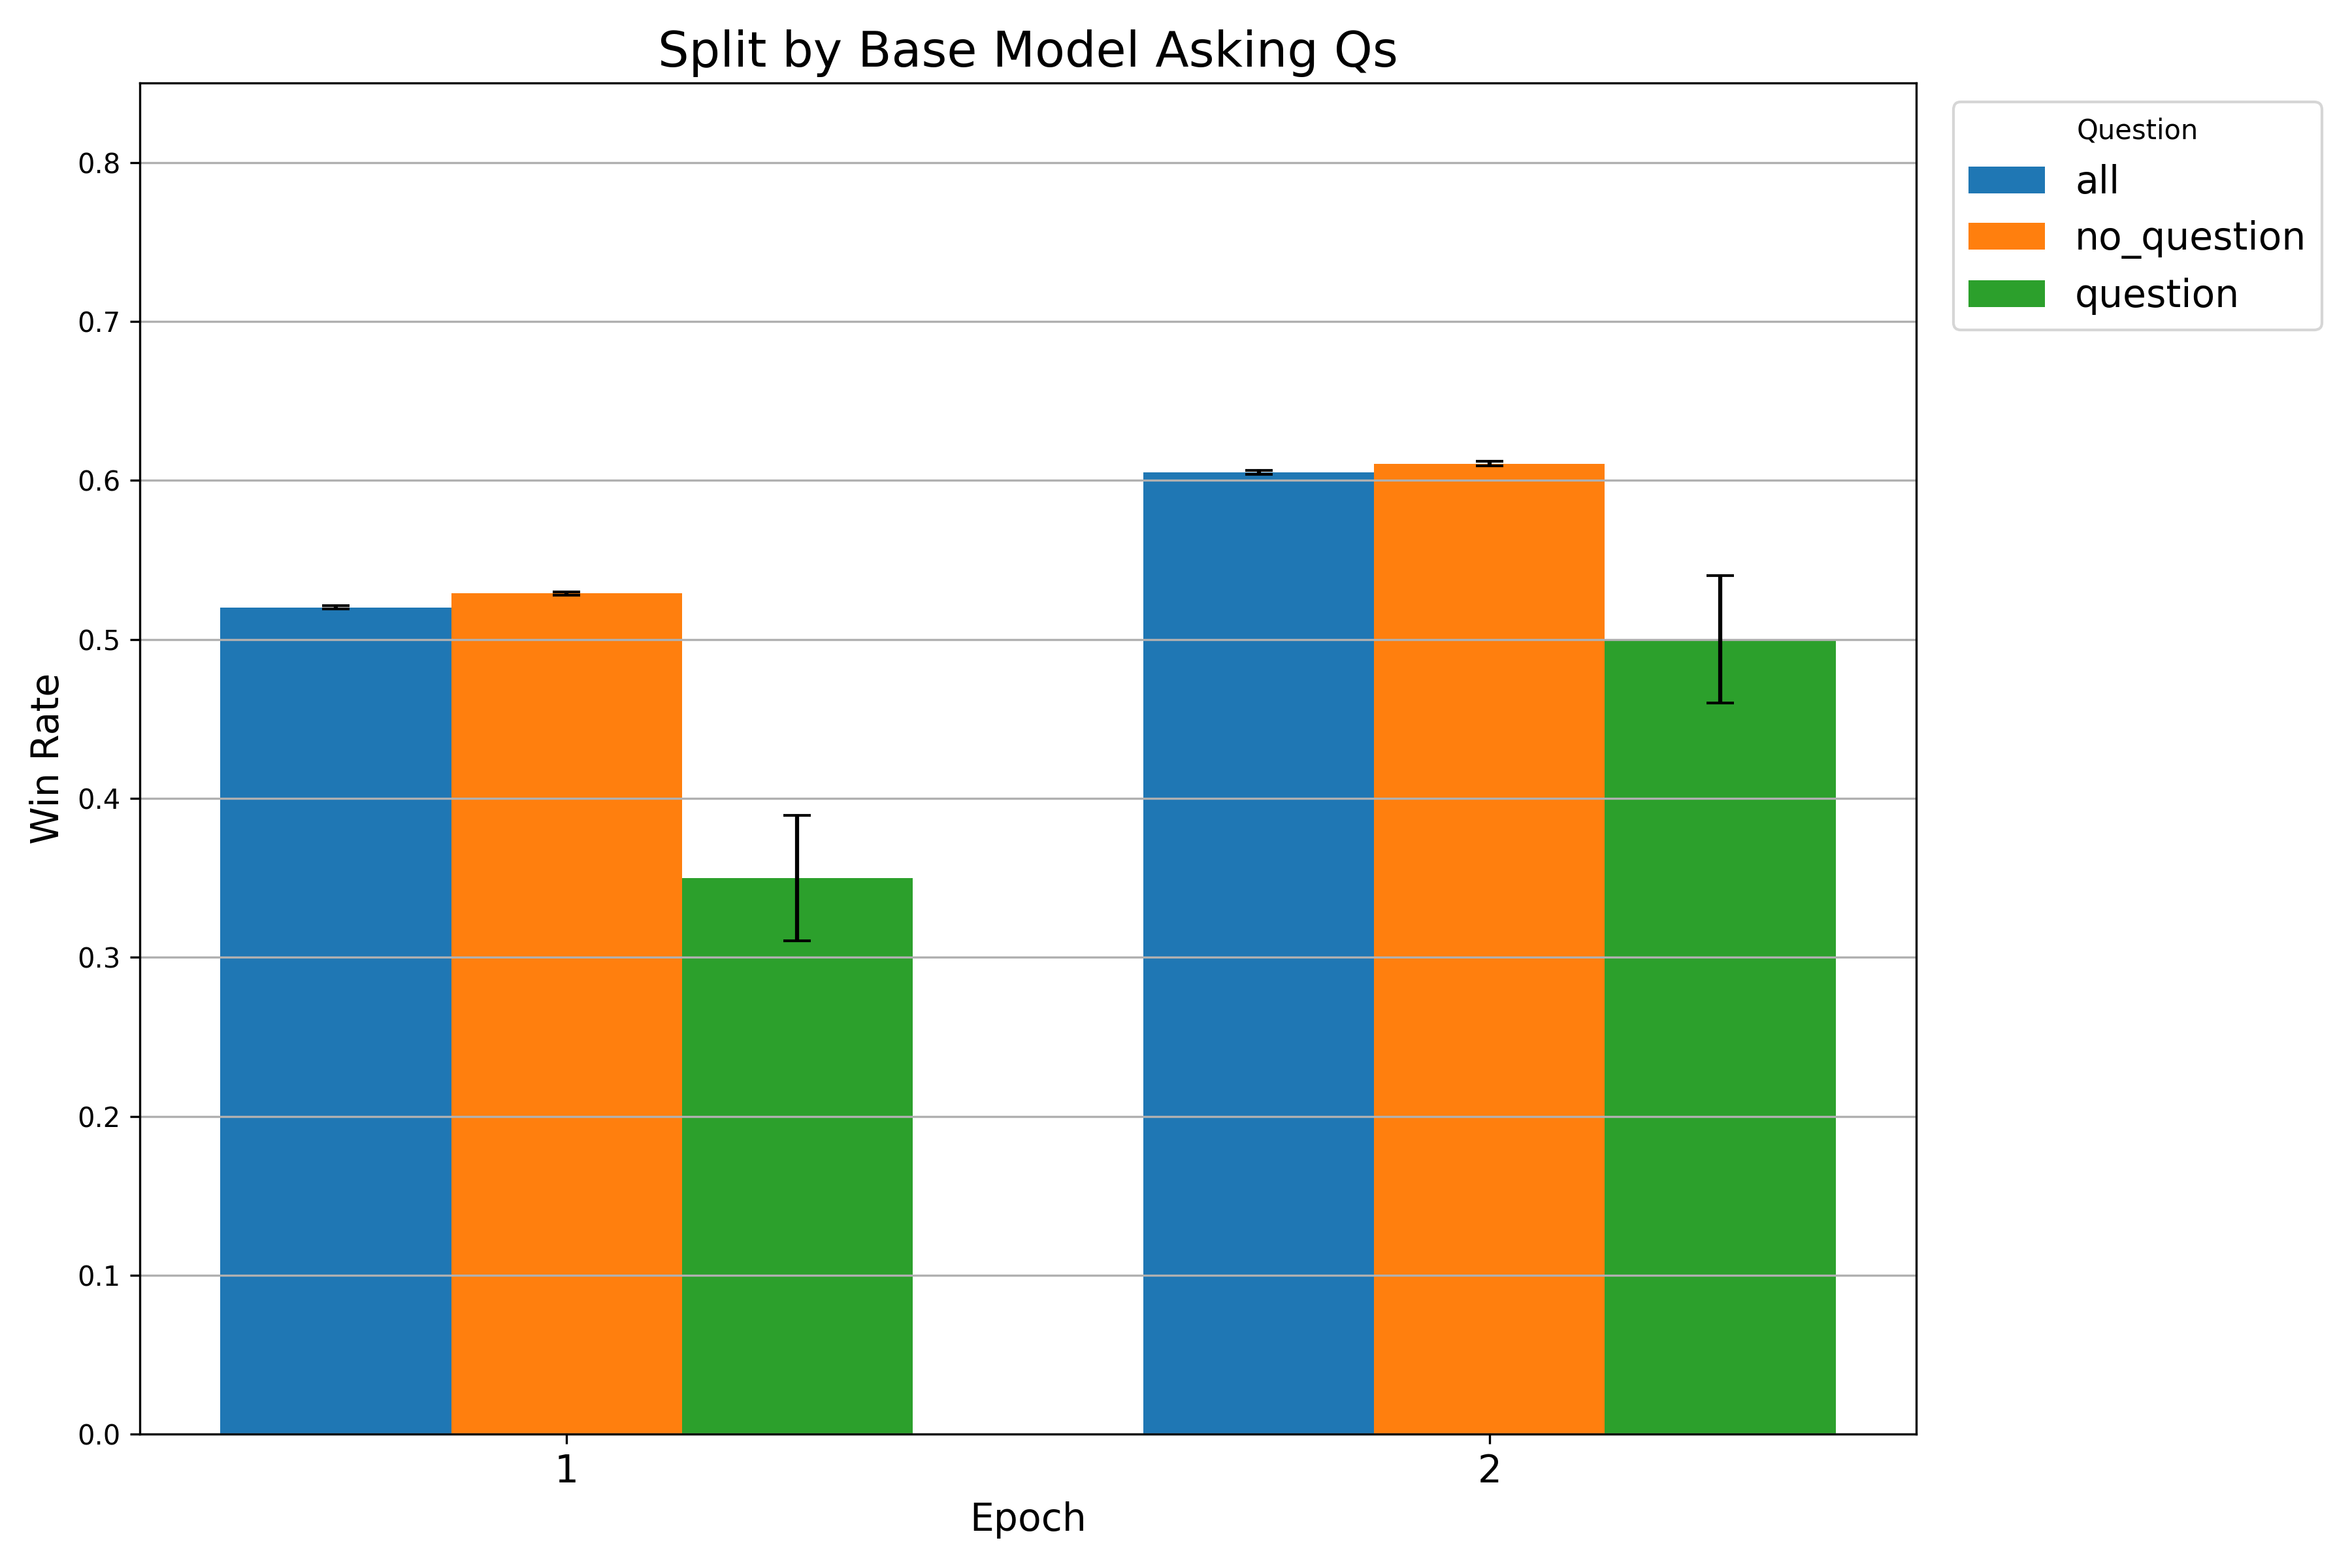 Split by Base Model Asking Qs
Question
all
no_question
question
Win Rate
0.8
0.7
0.6
0.5
0.4
0.3
0.2
0.1
0.0
1
2
Epoch